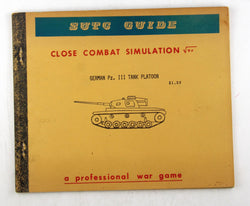 SUTC GUIDE
CLOSE COMBAT SIMULATION
GERMAN Pz. III TANK PLATOON
$1.25
a professional war game